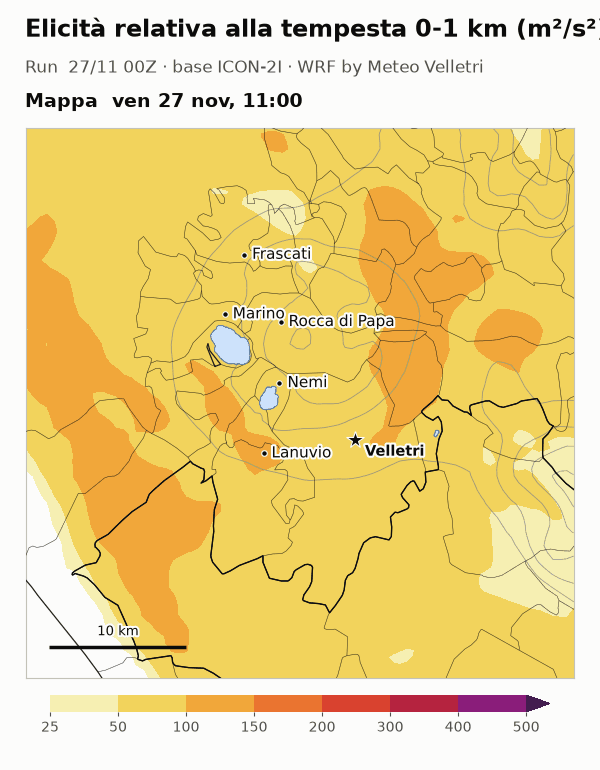 Elicità relativa alla tempesta 0-1 km (m²/s²)
Run 27/11 00Z · base ICON-2I · WRF by Meteo Velletri
Mappa ven 27 nov, 11:00
Frascati
Marino
Rocca di Papa
Nemi
Velletri
Lanuvio
10 km
25 50 100 150 200 300 400 500